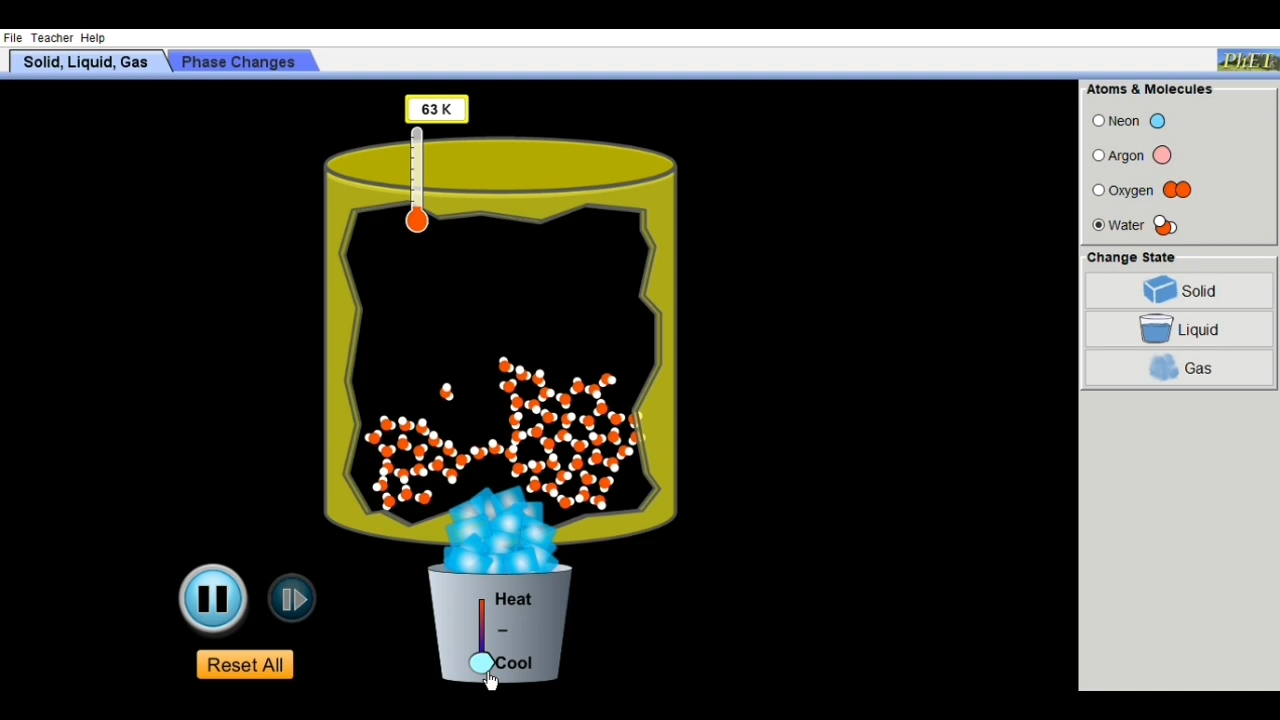 File Teacher Help
Solid, Liquid, Gas Phase Changes
PhET
63 K
Atoms & Molecules
Neon
Argon
Oxygen
Water
Change State
Solid
Liquid
Gas
Heat
Cool
Reset All